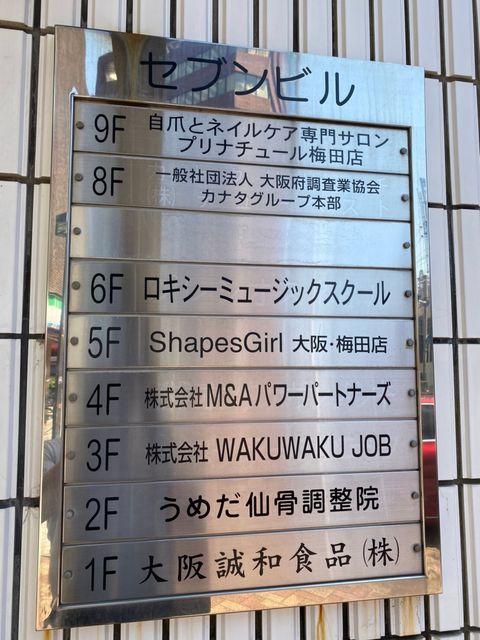 セブンビル
9F 自爪とネイルケア専門サロン
プリナチュール梅田店
8F 一般社団法人 大阪府調査業協会
カナタグループ本部
6F ロキシーミュージックスクール
5F ShapesGirl 大阪・梅田店
4F 株式会社M&Aパワーパートナーズ
3F 株式会社 WAKUWAKU JOB
2F うめだ仙骨調整院
1F 大阪誠和食品(株)